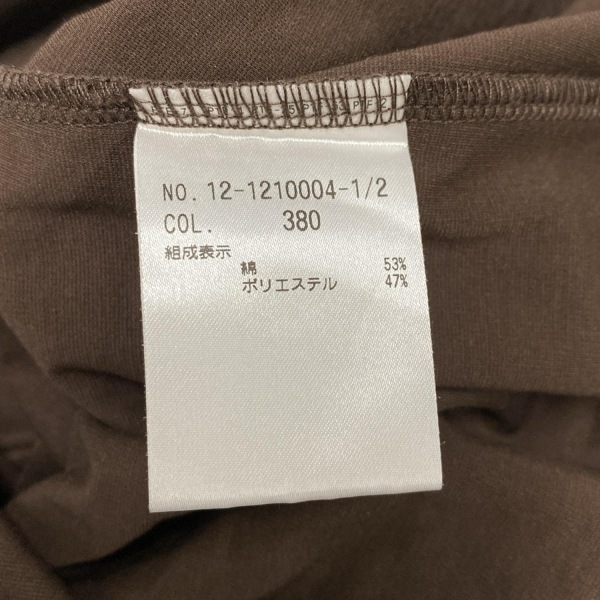 NO. 12-1210004-1/2
COL. 380
組成表示
綿 53%
ポリエステル 47%